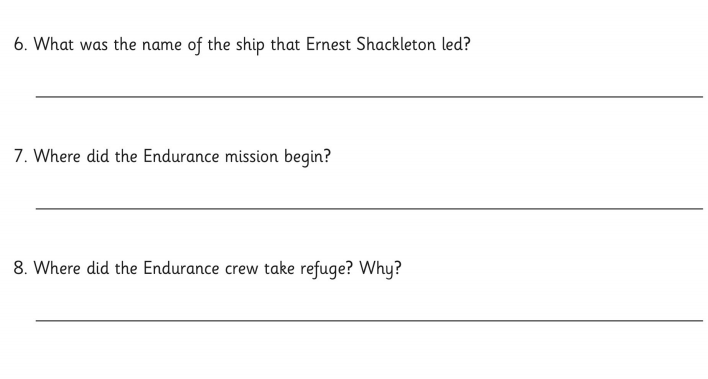 6. What was the name of the ship that Ernest Shackleton led?
7. Where did the Endurance mission begin?
8. Where did the Endurance crew take refuge? Why?